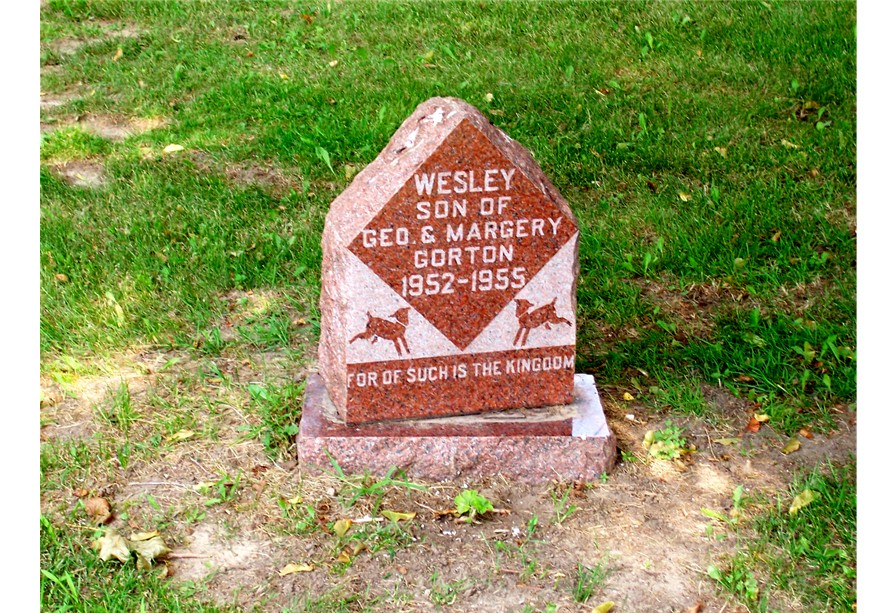 WESLEY
SON OF
GEO. & MARGERY
GORTON
1952-1955
FOR OF SUCH IS THE KINGDOM